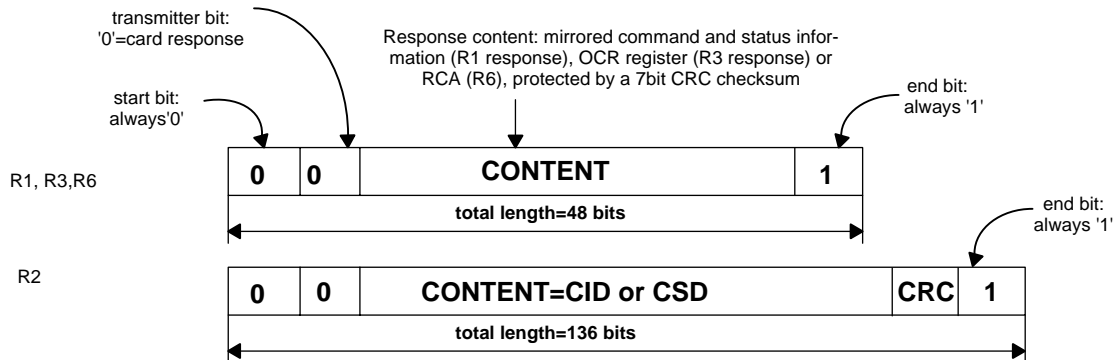 transmitter bit:
'0'=card response
Response content: mirrored command and status infor-
mation (R1 response), OCR register (R3 response) or
RCA (R6), protected by a 7bit CRC checksum
start bit:
always'0'
end bit:
always '1'
R1, R3,R6
0 0 CONTENT 1
total length=48 bits
end bit:
always '1'
R2
0 0 CONTENT=CID or CSD CRC 1
total length=136 bits